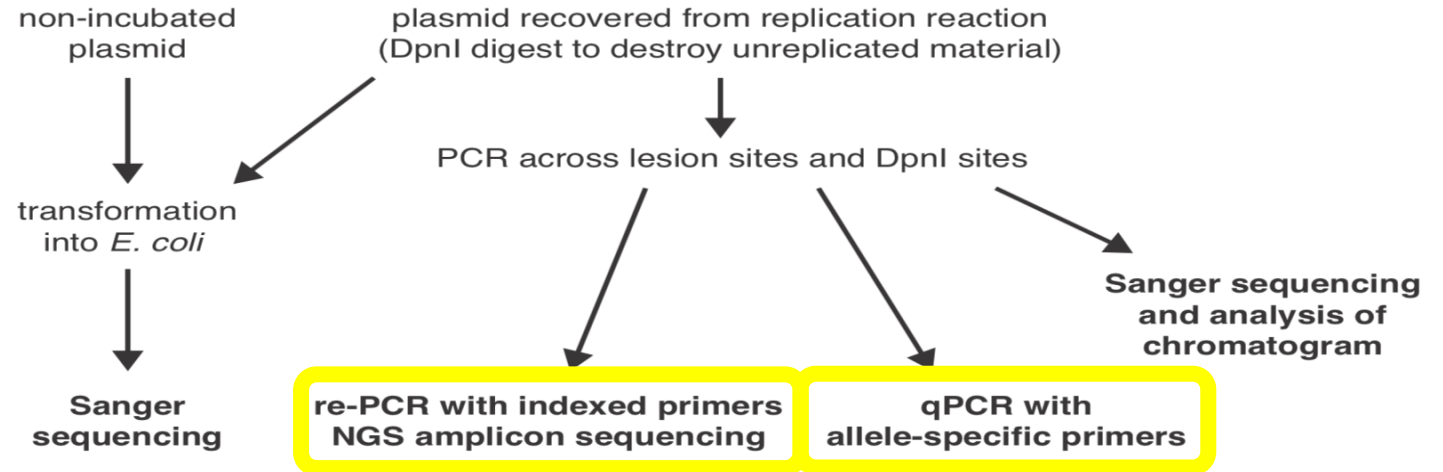 non-incubated
plasmid
plasmid recovered from replication reaction
(DpnI digest to destroy unreplicated material)
PCR across lesion sites and DpnI sites
transformation
into E. coli
Sanger sequencing
and analysis of
chromatogram
Sanger
sequencing
re-PCR with indexed primers
NGS amplicon sequencing
qPCR with
allele-specific primers